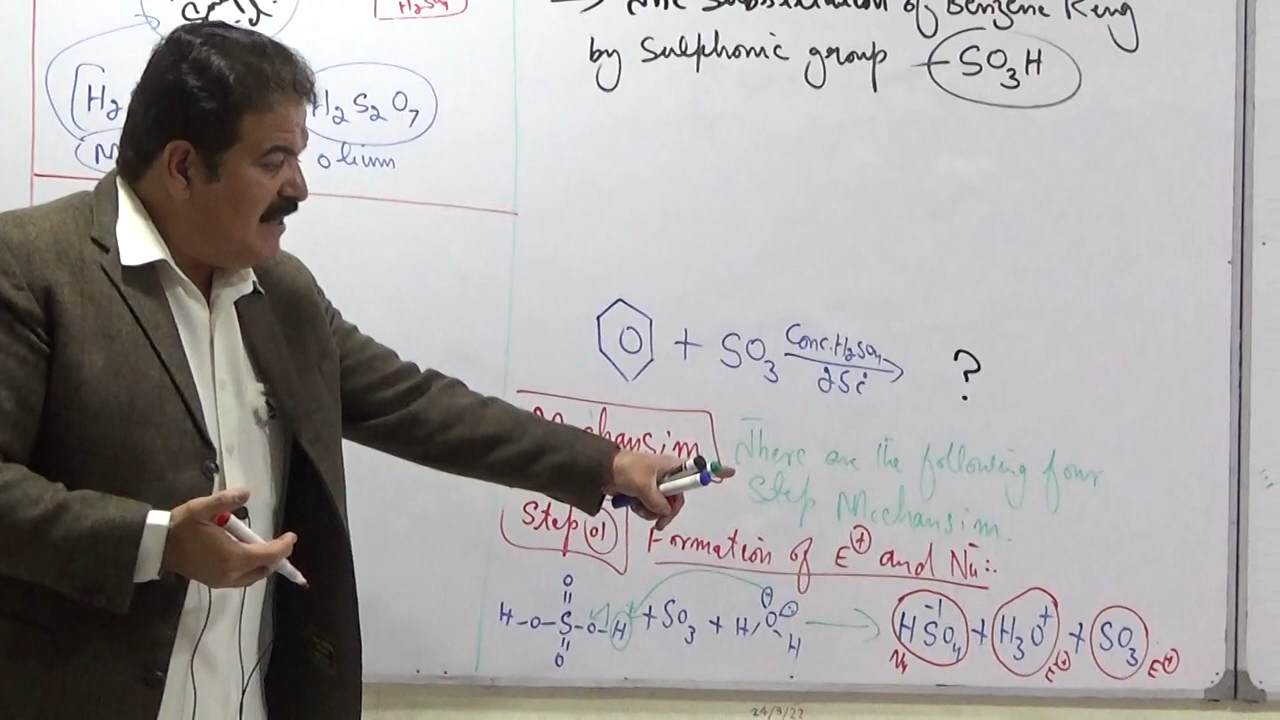 H₂SO₄
H₂
H₂S₂O₇
M
Olium
→ The Substitution of Benzene Ring
by Sulphonic group —SO₃H
+ SO₃ Conc. H₂SO₄ ?
25°C
Mechansim There are the following four
Step Mechansim.
Step (01) Formation of E⁺ and Nu⁻:
O
H-O-S-O-H + SO₃ + H O H → HSO₄⁻¹ + H₃O⁺ + SO₃
O
Nu E⁺ E⁺
24/9/22